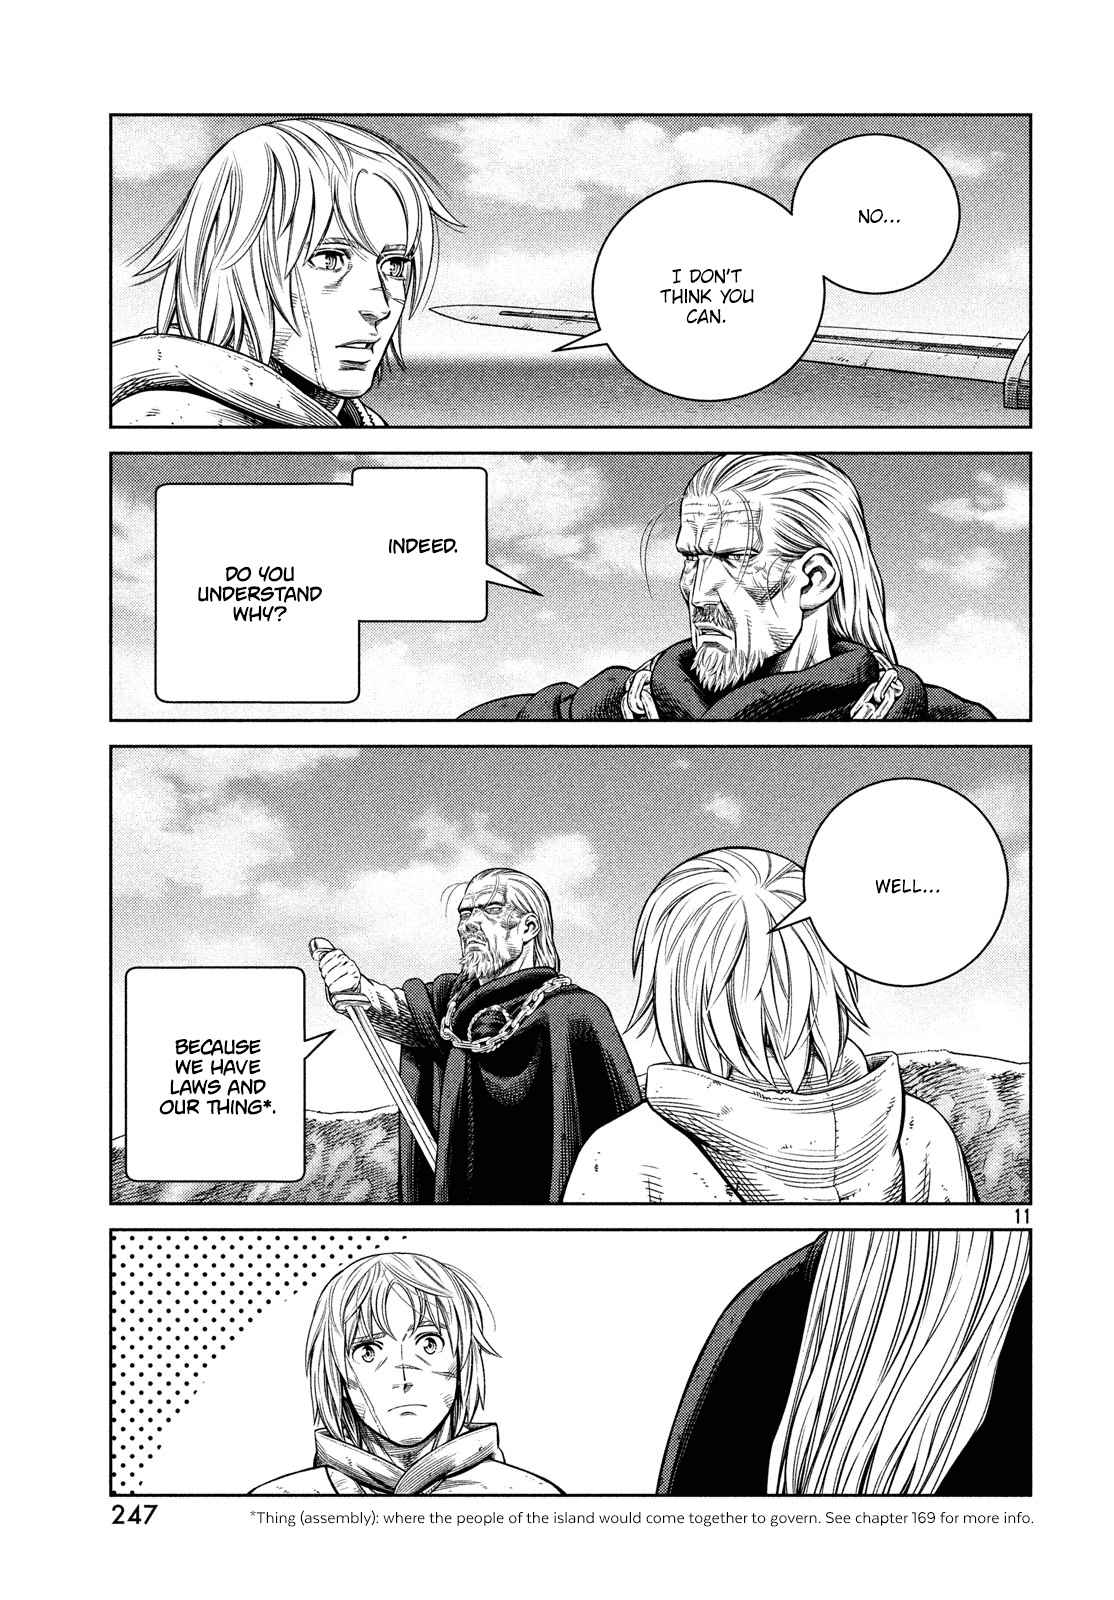 NO...
I DON'T
THINK YOU
CAN.
INDEED.
DO YOU
UNDERSTAND
WHY?
WELL...
BECAUSE
WE HAVE
LAWS AND
OUR THING*.
11
247
*Thing (assembly): where the people of the island would come together to govern. See chapter 169 for more info.